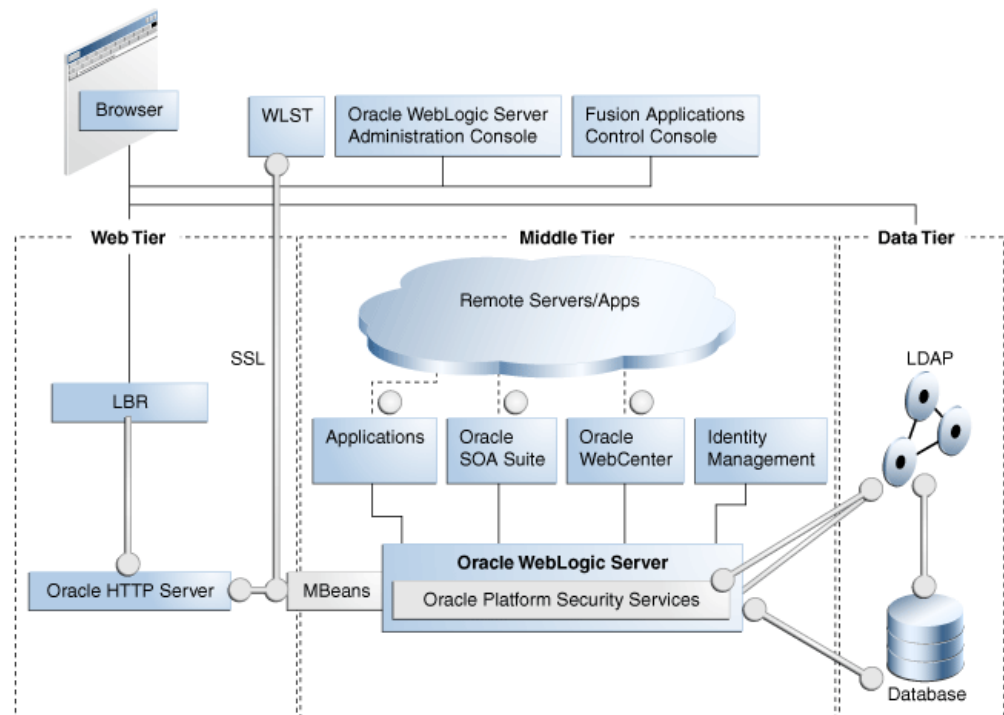 Browser
WLST
Oracle WebLogic Server
Administration Console
Fusion Applications
Control Console
Web Tier
Middle Tier
Data Tier
Remote Servers/Apps
SSL
LDAP
LBR
Applications
Oracle
SOA Suite
Oracle
WebCenter
Identity
Management
Oracle WebLogic Server
Oracle HTTP Server
MBeans
Oracle Platform Security Services
Database